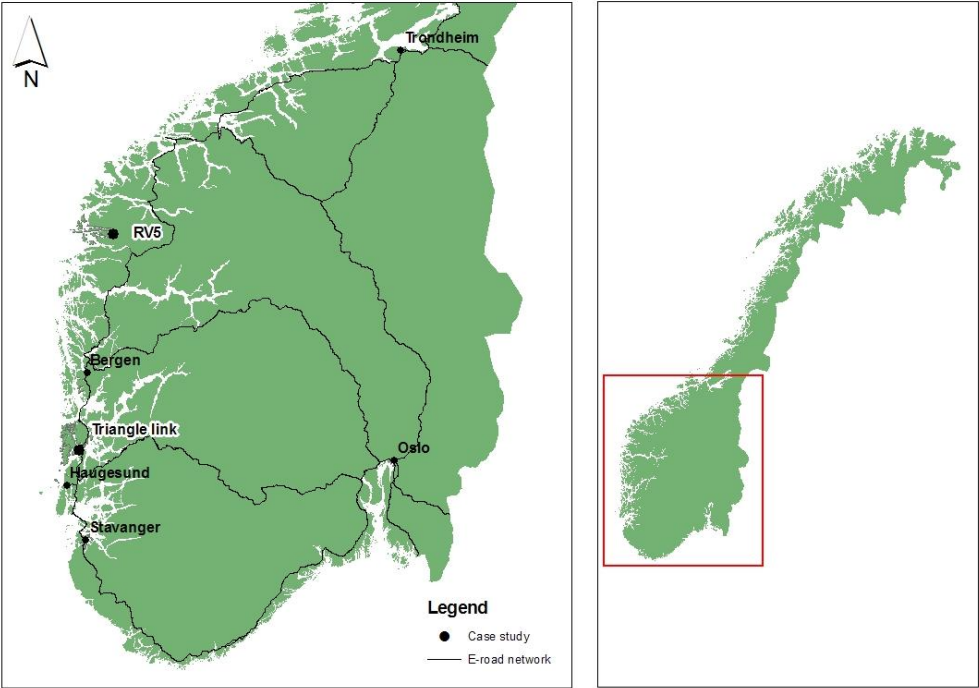 N
Trondheim
RV5
Bergen
Triangle link
Oslo
Haugesund
Stavanger
Legend
Case study
E-road network